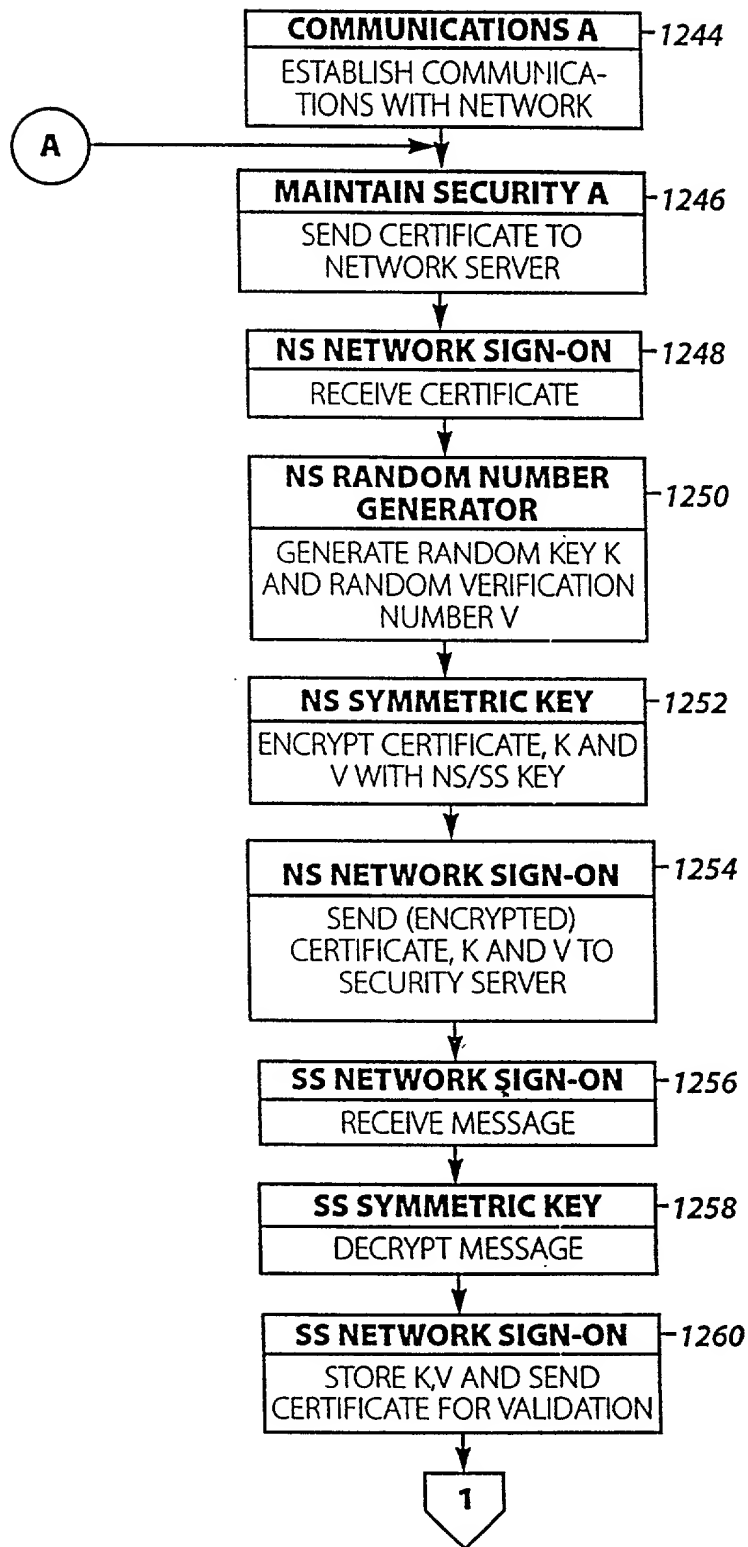 COMMUNICATIONS A
1244
ESTABLISH COMMUNICA-
TIONS WITH NETWORK
A
MAINTAIN SECURITY A
1246
SEND CERTIFICATE TO
NETWORK SERVER
NS NETWORK SIGN-ON
1248
RECEIVE CERTIFICATE
NS RANDOM NUMBER
GENERATOR
1250
GENERATE RANDOM KEY K
AND RANDOM VERIFICATION
NUMBER V
NS SYMMETRIC KEY
1252
ENCRYPT CERTIFICATE, K AND
V WITH NS/SS KEY
NS NETWORK SIGN-ON
1254
SEND (ENCRYPTED)
CERTIFICATE, K AND V TO
SECURITY SERVER
SS NETWORK SIGN-ON
1256
RECEIVE MESSAGE
SS SYMMETRIC KEY
1258
DECRYPT MESSAGE
SS NETWORK SIGN-ON
1260
STORE K,V AND SEND
CERTIFICATE FOR VALIDATION
1